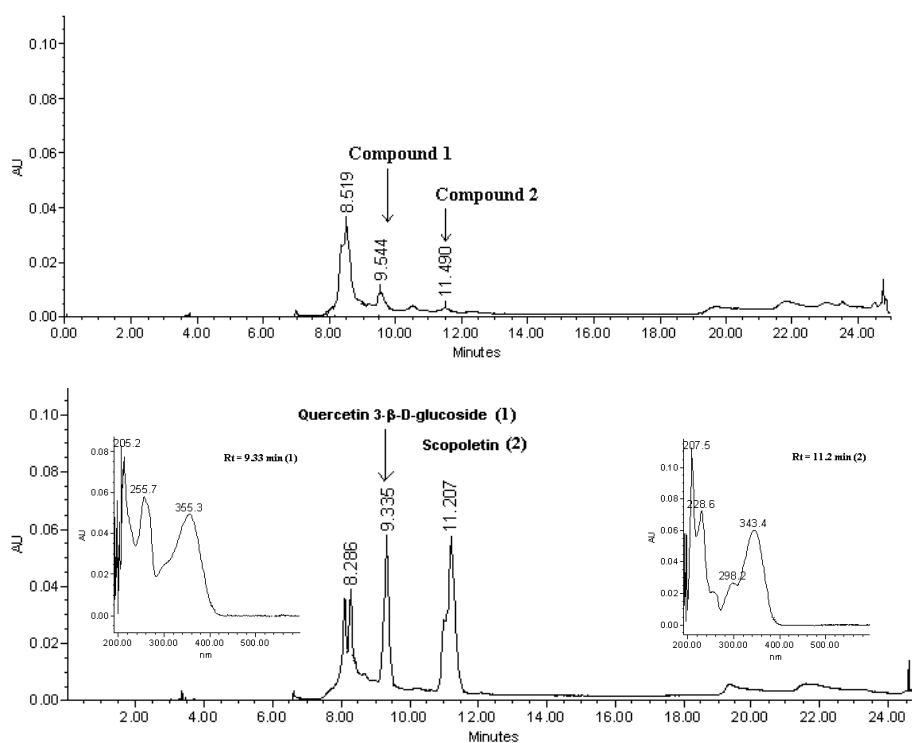 0.10
0.08
0.06
0.04
0.02
0.00
AU
Compound 1
Compound 2
8.519
9.544
11.490
0.00 2.00 4.00 6.00 8.00 10.00 12.00 14.00 16.00 18.00 20.00 22.00 24.00
Minutes
0.10
0.08
0.06
0.04
0.02
0.00
AU
Quercetin 3-β-D-glucoside (1)
Scopoletin (2)
8.286
9.335
11.207
205.2
Rt = 9.33 min (1)
255.7
355.3
0.08
0.06
0.04
0.02
0.00
AU
200.00 300.00 400.00 500.00
nm
207.5
Rt = 11.2 min (2)
228.6
343.4
298.2
0.10
0.08
0.06
0.04
0.02
0.00
AU
200.00 300.00 400.00 500.00
nm
2.00 4.00 6.00 8.00 10.00 12.00 14.00 16.00 18.00 20.00 22.00 24.00
Minutes